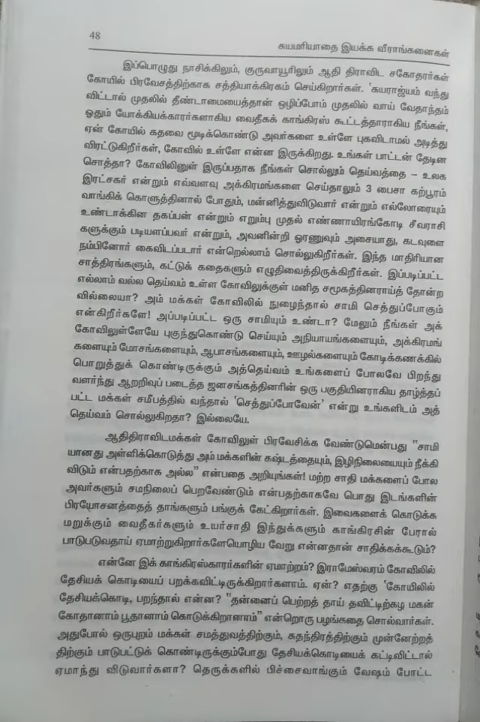 48
சுயமரியாதை இயக்க வீராங்கனைகள்
இப்பொழுது நாசிக்கிலும், குருவாயூரிலும் ஆதி திராவிட சகோதரர்கள்
கோயில் பிரவேசத்திற்காக சத்தியாக்கிரகம் செய்கிறார்கள். 'சுயராஜ்யம் வந்து
விட்டால் முதலில் தீண்டாமையைத்தான் ஒழிப்போம் முதலில் வாய் வேதாந்தம்
ஓதும் யோக்கியக்காரர்களாகிய வைதீகக் காங்கிரஸ் கூட்டத்தாராகிய நீங்கள்,
ஏன் கோயில் கதவை மூடிக்கொண்டு அவர்களை உள்ளே புகவிடாமல் அடித்து
விரட்டுகிறீர்கள், கோவில் உள்ளே என்ன இருக்கிறது. உங்கள் பாட்டன் தேடின
சொத்தா? கோவிலினுள் இருப்பதாக நீங்கள் சொல்லும் தெய்வத்தை – உலக
இரட்சகர் என்றும் எவ்வளவு அக்கிரமங்களை செய்தாலும் 3 பைசா கற்பூரம்
வாங்கிக் கொளுத்தினால் போதும், மன்னித்துவிடுவார் என்றும் எல்லோரையும்
உண்டாக்கின தகப்பன் என்றும் எறும்பு முதல் எண்ணாயிரங்கோடி சீவராசி
களுக்கும் படியளப்பவர் என்றும், அவனின்றி ஓரணுவும் அசையாது, கடவுளை
நம்பினோர் கைவிடப்படார் என்றெல்லாம் சொல்லுகிறீர்கள். இந்த மாதிரியான
சாத்திரங்களும், கட்டுக் கதைகளும் எழுதிவைத்திருக்கிறீர்கள். இப்படிப்பட்ட
எல்லாம் வல்ல தெய்வம் உள்ள கோவிலுக்குள் மனித சமூகத்தினராய்த் தோன்ற
வில்லையா? அம் மக்கள் கோவிலில் நுழைந்தால் சாமி செத்துப்போகும்
என்கிறீர்களே! அப்படிப்பட்ட ஒரு சாமியும் உண்டா? மேலும் நீங்கள் அக்
கோவிலுள்ளேயே புகுந்துகொண்டு செய்யும் அநியாயங்களையும், அக்கிரமங்
களையும் மோசங்களையும், ஆபாசங்களையும், ஊழல்களையும் கோடிக்கணக்கில்
பொறுத்துக் கொண்டிருக்கும் அத்தெய்வம் உங்களைப் போலவே பிறந்து
வளர்ந்து ஆறறிவுப் படைத்த ஜனசங்கத்தினரின் ஒரு பகுதியினராகிய தாழ்த்தப்
பட்ட மக்கள் சமீபத்தில் வந்தால் 'செத்துப்போவேன்' என்று உங்களிடம் அத்
தெய்வம் சொல்லுகிறதா? இல்லையே.
ஆதிதிராவிடமக்கள் கோவிலுள் பிரவேசிக்க வேண்டுமென்பது "சாமி
யானது அள்ளிக்கொடுத்து அம் மக்களின் கஷ்டத்தையும், இழிநிலையையும் நீக்கி
விடும் என்பதற்காக அல்ல" என்பதை அறியுங்கள்! மற்ற சாதி மக்களைப் போல
அவர்களும் சமநிலைப் பெறவேண்டும் என்பதற்காகவே பொது இடங்களின்
பிரயோசனத்தைத் தாங்களும் பங்குக் கேட்கிறார்கள். இவைகளைக் கொடுக்க
மறுக்கும் வைதீகர்களும் உயர்சாதி இந்துக்களும் காங்கிரசின் பேரால்
பாடுபடுவதாய் ஏமாற்றுகிறார்களேயொழிய வேறு என்னதான் சாதிக்கக்கூடும்?
என்னே இக் காங்கிரஸ்காரர்களின் ஏமாற்றம்? இராமேஸ்வரம் கோவிலில்
தேசியக் கொடியைப் பறக்கவிட்டிருக்கிறார்களாம். ஏன்? எதற்கு 'கோயிலில்
தேசியக்கொடி, பறந்தால் என்ன? "தன்னைப் பெற்றத் தாய் தவிட்டிற்கழ மகன்
கோதானாம் பூதானாம் கொடுக்கிறானாம்" என்றொரு பழங்கதை சொல்வார்கள்.
அதுபோல் ஒருபுறம் மக்கள் சமத்துவத்திற்கும், சுதந்திரத்திற்கும் முன்னேற்றத்
திற்கும் பாடுபட்டுக் கொண்டிருக்கும்போது தேசியக்கொடியைக் கட்டிவிட்டால்
ஏமாந்து விடுவார்களா? தெருக்களில் பிச்சைவாங்கும் வேஷம் போட்ட